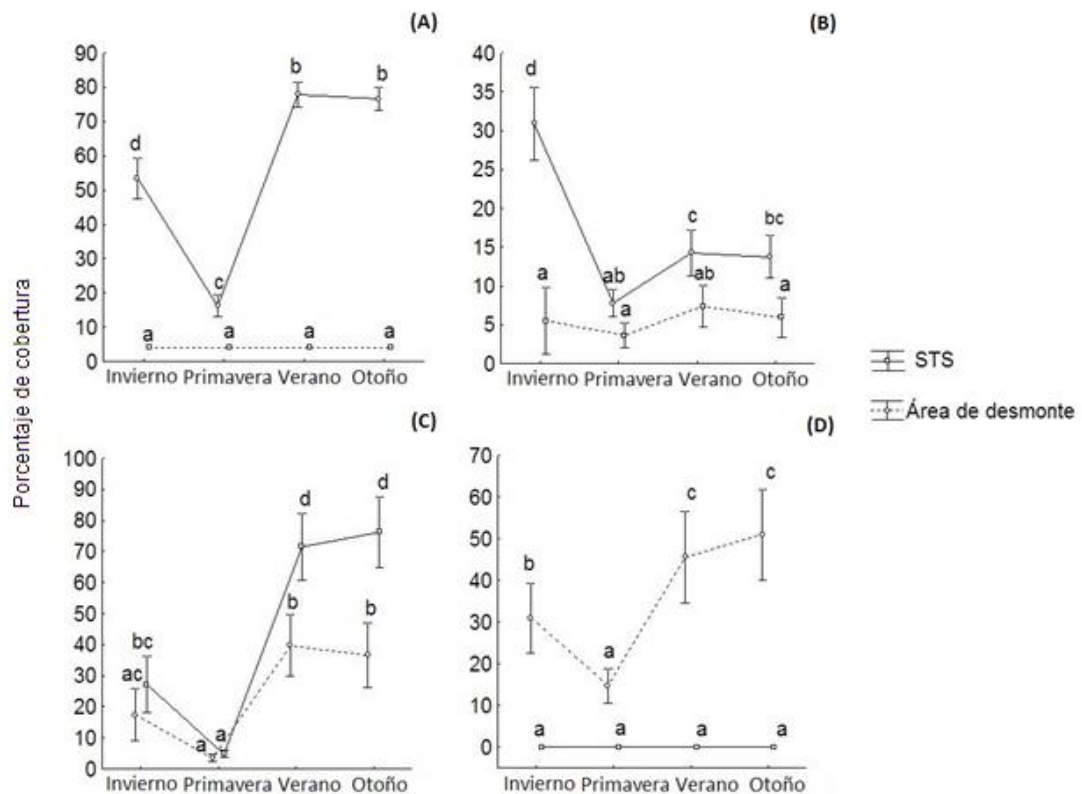 Porcentaje de cobertura
(A)
90
80
70
60
50
40
30
20
10
0
d
c
b
b
a
a
a
a
Invierno Primavera Verano Otoño
(B)
40
35
30
25
20
15
10
5
0
d
ab
c
bc
a
a
ab
a
Invierno Primavera Verano Otoño
STS
Área de desmonte
(C)
100
90
80
70
60
50
40
30
20
10
0
bc
ac
a
a
d
d
b
b
Invierno Primavera Verano Otoño
(D)
70
60
50
40
30
20
10
0
b
a
c
c
a
a
a
a
Invierno Primavera Verano Otoño